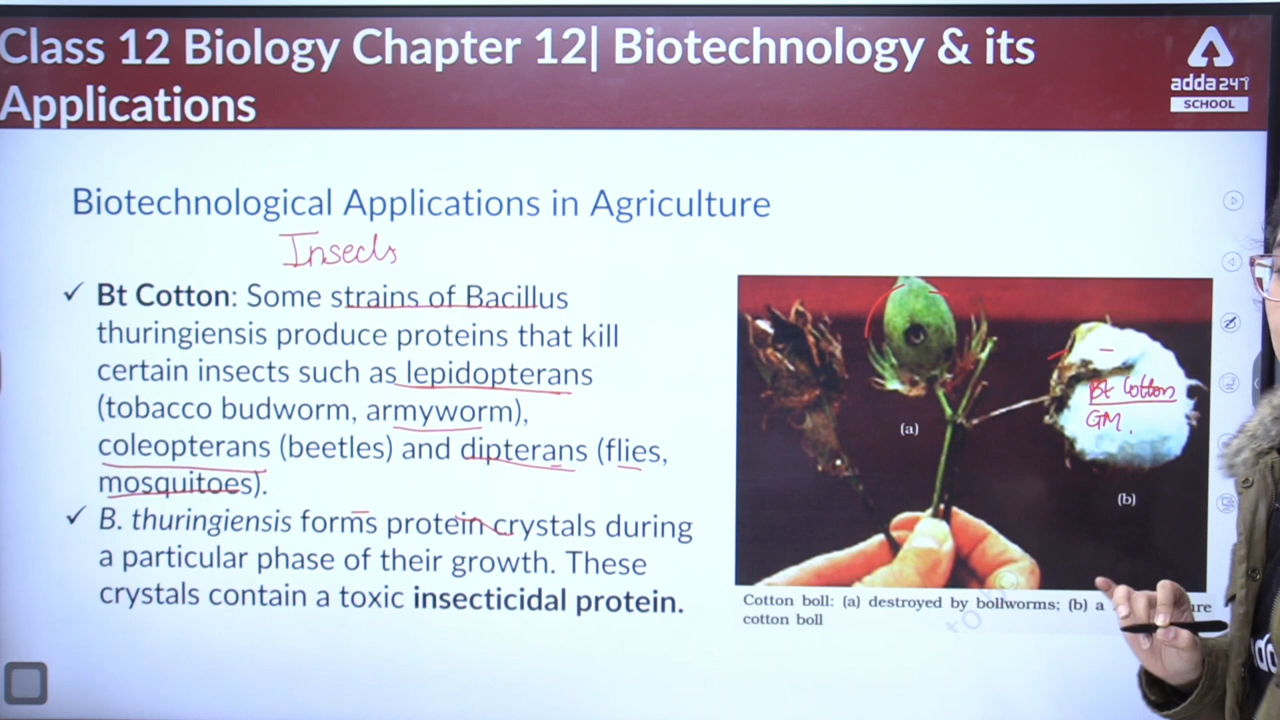 Class 12 Biology Chapter 12| Biotechnology & its
Applications
adda247
SCHOOL
Biotechnological Applications in Agriculture
Insects
✓ Bt Cotton: Some strains of Bacillus
thuringiensis produce proteins that kill
certain insects such as lepidopterans
(tobacco budworm, armyworm),
coleopterans (beetles) and dipterans (flies,
mosquitoes).
✓ B. thuringiensis forms protein crystals during
a particular phase of their growth. These
crystals contain a toxic insecticidal protein.
Bt Cotton
GM.
(a)
(b)
Cotton boll: (a) destroyed by bollworms; (b) a
cotton boll